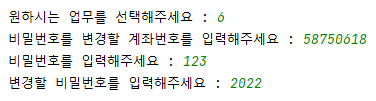 원하시는 업무를 선택해주세요 : 6
비밀번호를 변경할 계좌번호를 입력해주세요 : 58750618
비밀번호를 입력해주세요 : 123
변경할 비밀번호를 입력해주세요 : 2022